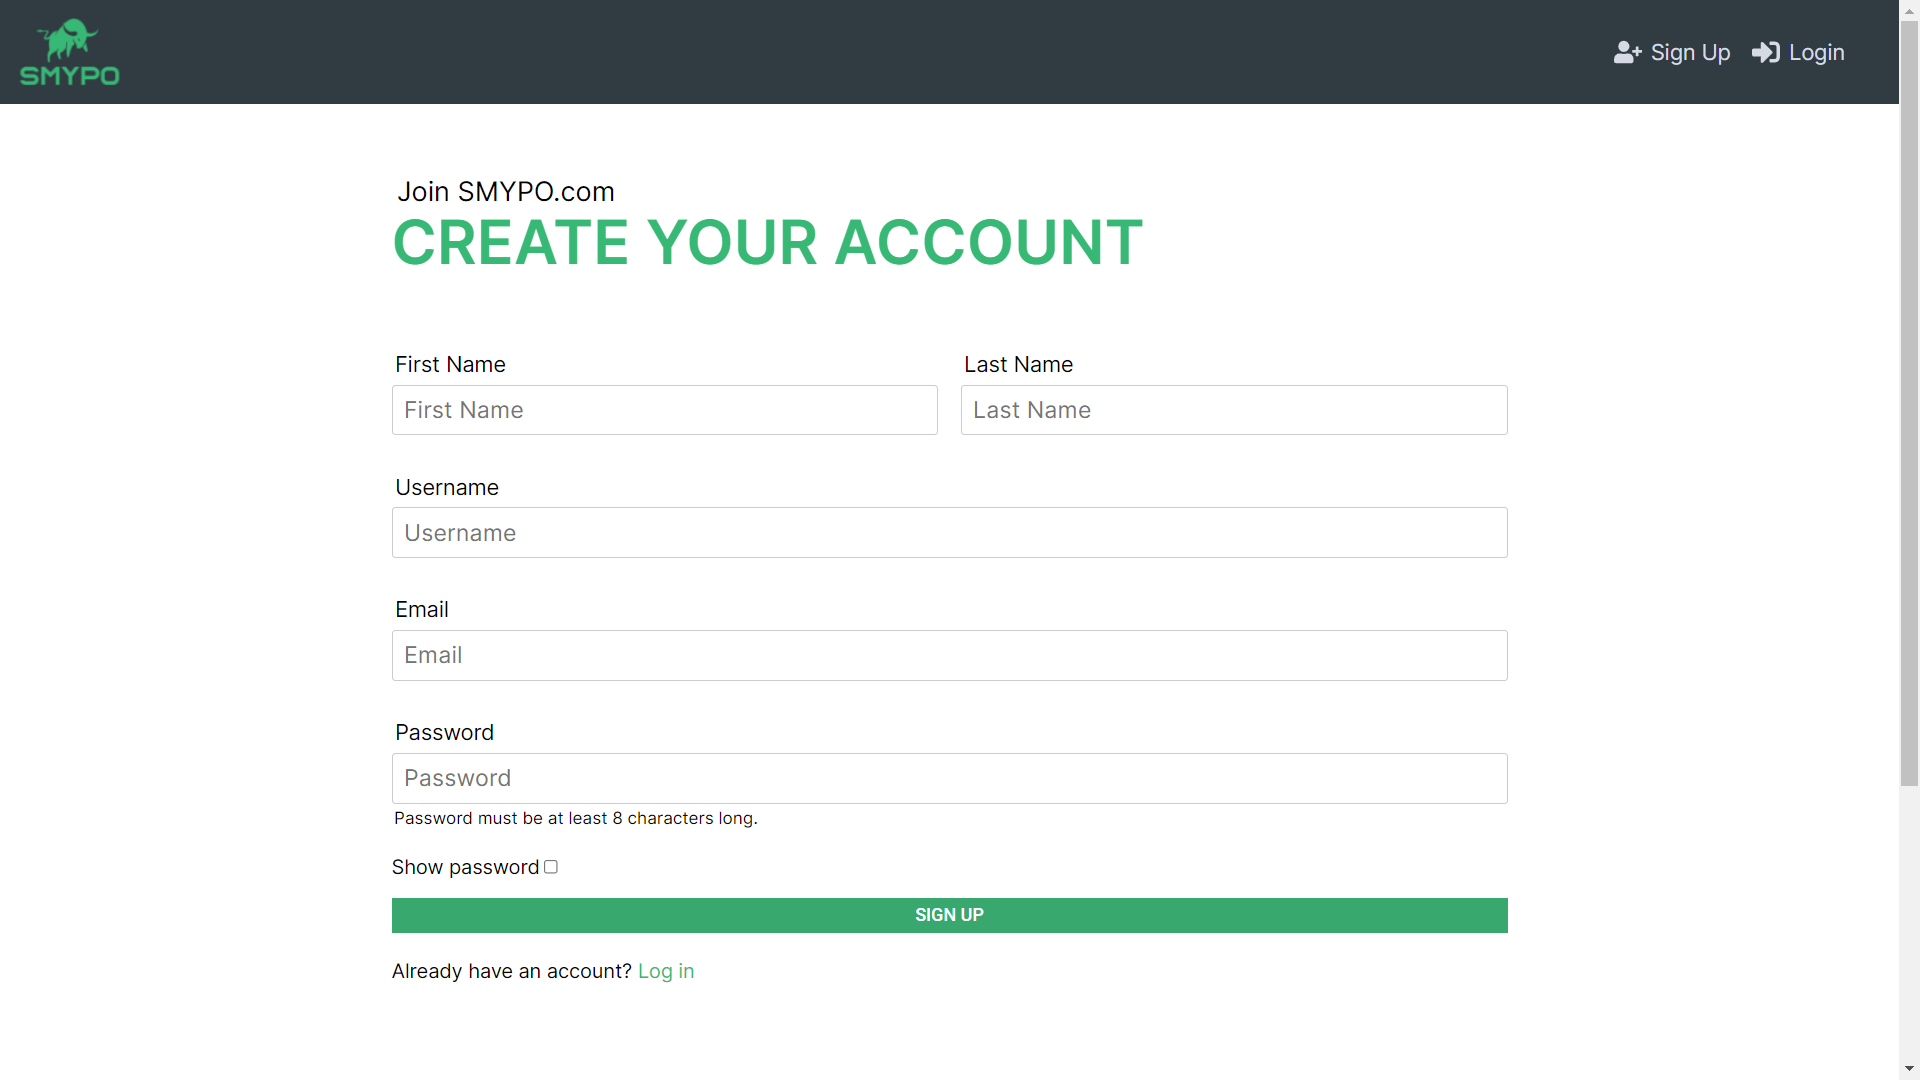 SMYPO
Sign Up
Login
Join SMYPO.com
CREATE YOUR ACCOUNT
First Name
Last Name
First Name
Last Name
Username
Username
Email
Email
Password
Password
Password must be at least 8 characters long.
Show password
SIGN UP
Already have an account? Log in